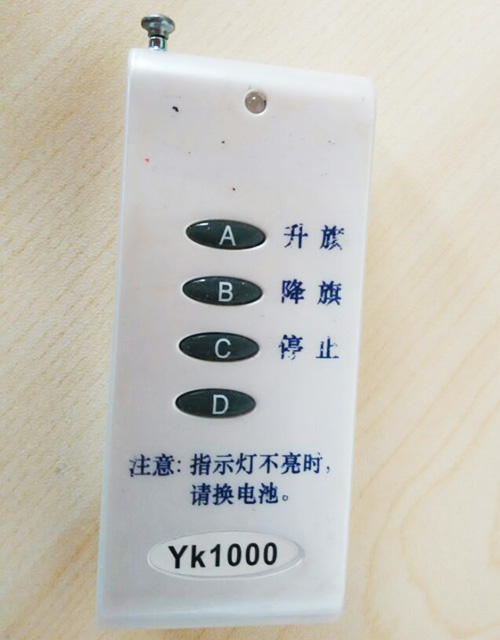 A 升旗
B 降旗
C 停止
D
注意：指示灯不亮时，
请换电池。
Yk1000